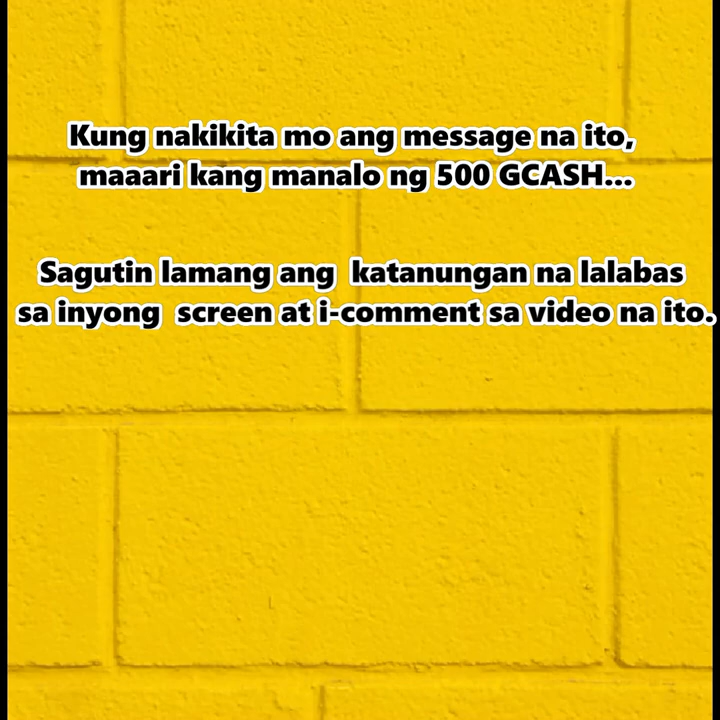 Kung nakikita mo ang message na ito,
maaari kang manalo ng 500 GCASH...
Sagutin lamang ang katanungan na lalabas
sa inyong screen at i-comment sa video na ito.